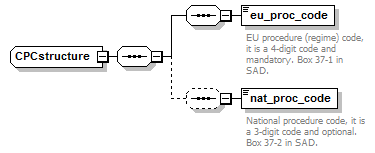 CPCstructure
eu_proc_code
EU procedure (regime) code,
it is a 4-digit code and
mandatory. Box 37-1 in
SAD.
nat_proc_code
National procedure code, it is
a 3-digit code and optional.
Box 37-2 in SAD.